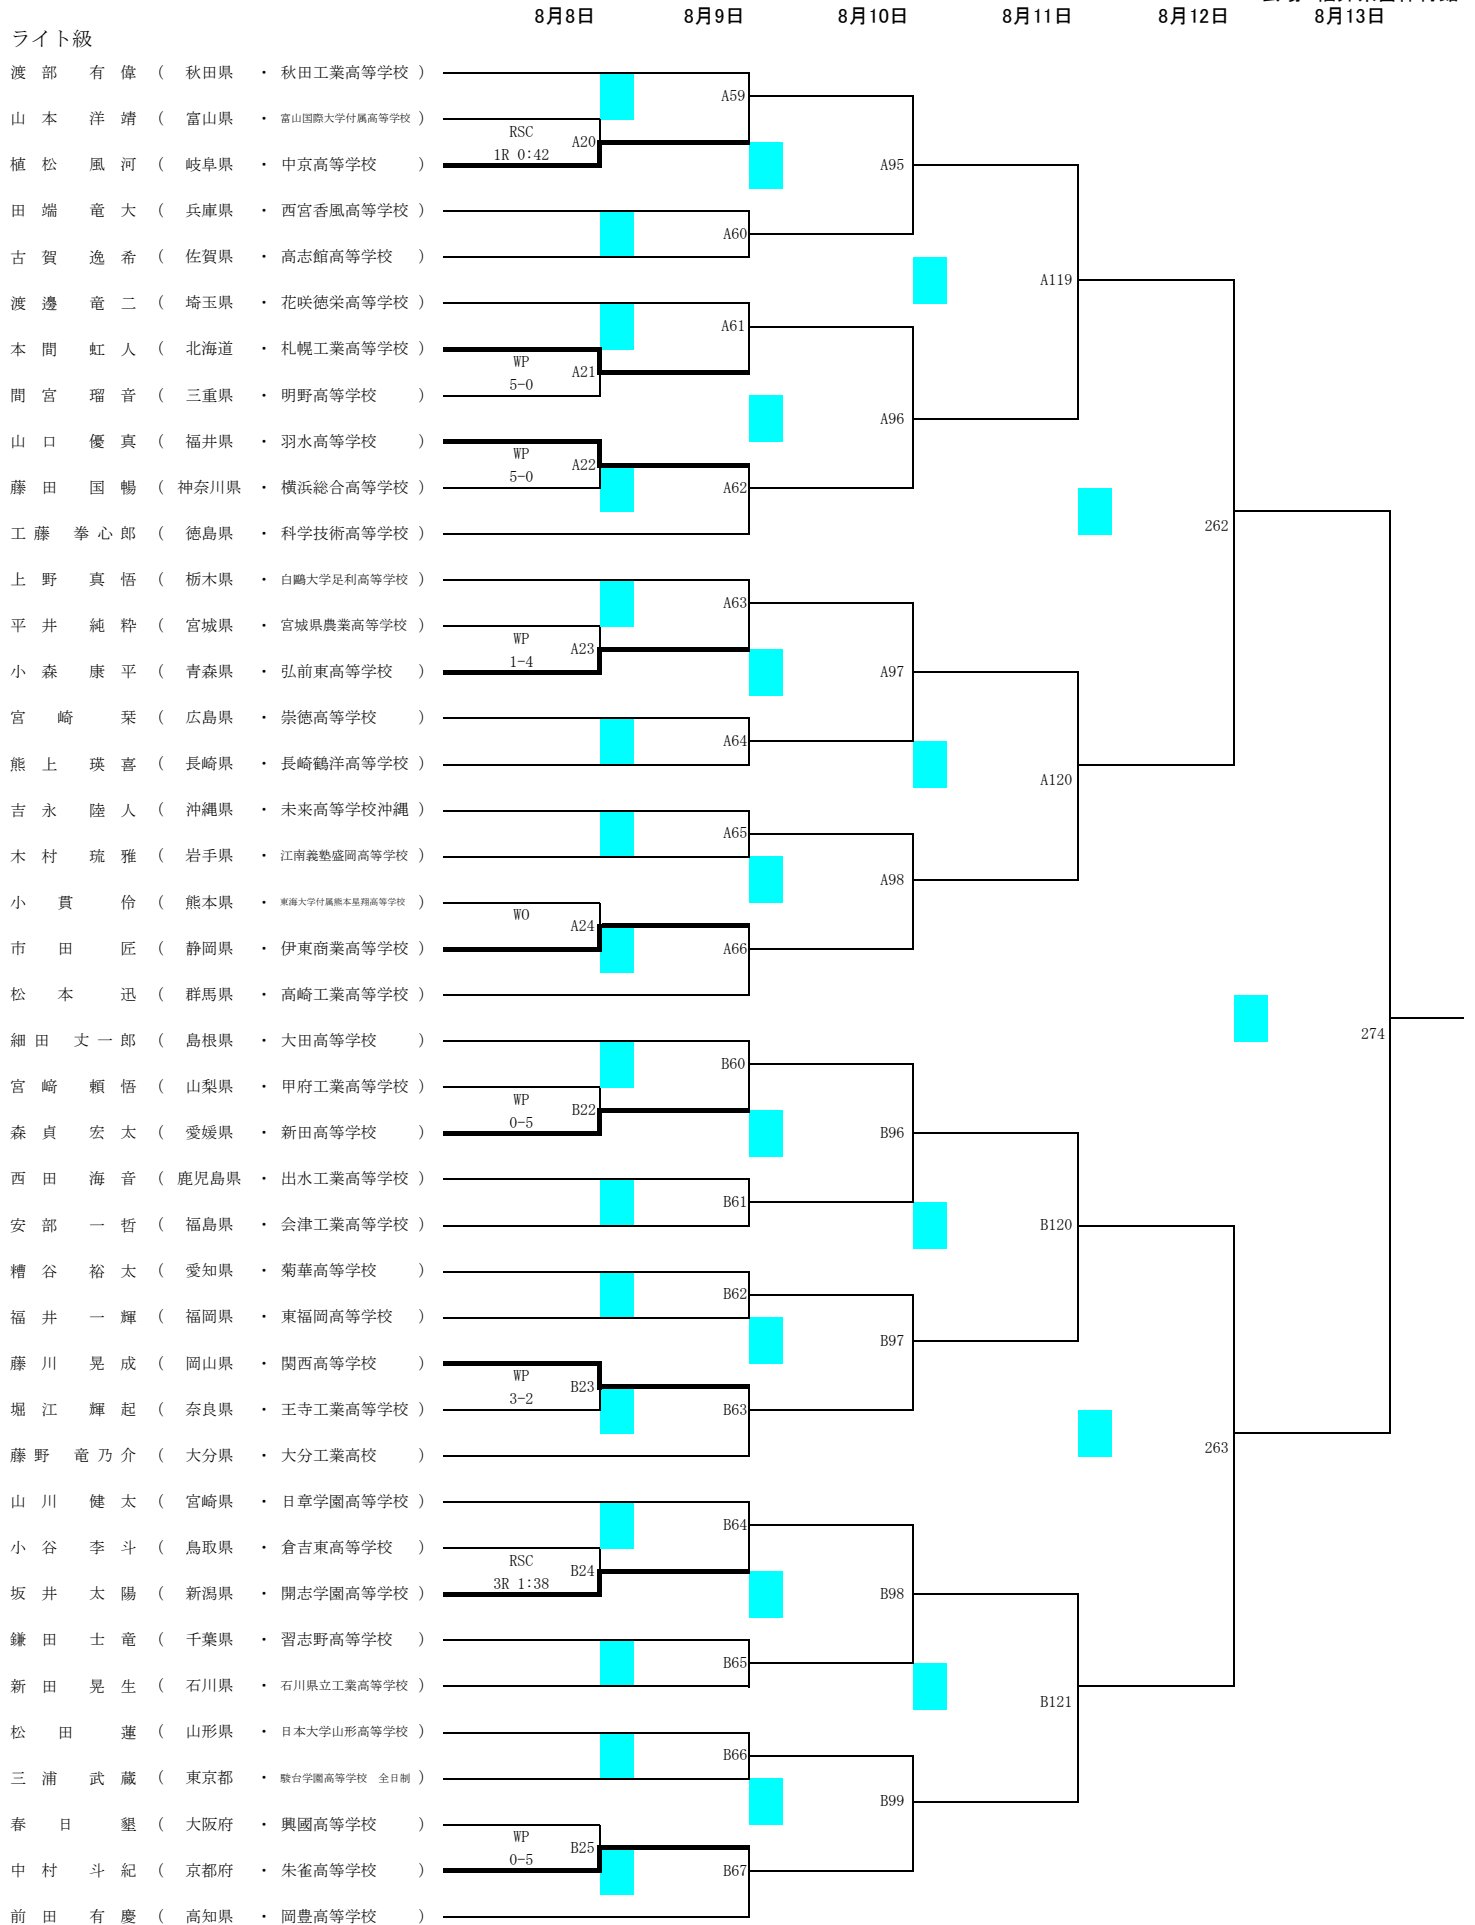 8月8日 8月9日 8月10日 8月11日 8月12日 8月13日
ライト級
渡部 有偉 ( 秋田県 ・ 秋田工業高等学校 )
A59
山本 洋靖 ( 富山県 ・ 富山国際大学付属高等学校 )
RSC
A20
1R 0:42
植松 風河 ( 岐阜県 ・ 中京高等学校 )
A95
田端 竜大 ( 兵庫県 ・ 西宮香風高等学校 )
A60
古賀 逸希 ( 佐賀県 ・ 高志館高等学校 )
A119
渡邊 竜二 ( 埼玉県 ・ 花咲徳栄高等学校 )
A61
本間 虹人 ( 北海道 ・ 札幌工業高等学校 )
WP
A21
5-0
間宮 瑠音 ( 三重県 ・ 明野高等学校 )
A96
山口 優真 ( 福井県 ・ 羽水高等学校 )
WP
A22
5-0
藤田 国暢 ( 神奈川県 ・ 横浜総合高等学校 )
A62
262
工藤 拳心郎 ( 徳島県 ・ 科学技術高等学校 )
上野 真悟 ( 栃木県 ・ 白鷗大学足利高等学校 )
A63
平井 純粋 ( 宮城県 ・ 宮城県農業高等学校 )
WP
A23
1-4
小森 康平 ( 青森県 ・ 弘前東高等学校 )
A97
宮崎 栞 ( 広島県 ・ 崇徳高等学校 )
A64
熊上 瑛喜 ( 長崎県 ・ 長崎鶴洋高等学校 )
A120
吉永 陸人 ( 沖縄県 ・ 未来高等学校沖縄 )
A65
木村 琉雅 ( 岩手県 ・ 江南義塾盛岡高等学校 )
A98
小貫 伶 ( 熊本県 ・ 東海大学付属熊本星翔高等学校 )
WO
A24
市田 匠 ( 静岡県 ・ 伊東商業高等学校 )
A66
松本 迅 ( 群馬県 ・ 高崎工業高等学校 )
274
細田 丈一郎 ( 島根県 ・ 大田高等学校 )
B60
宮﨑 頼悟 ( 山梨県 ・ 甲府工業高等学校 )
WP
B22
0-5
森貞 宏太 ( 愛媛県 ・ 新田高等学校 )
B96
西田 海音 ( 鹿児島県 ・ 出水工業高等学校 )
B61
安部 一哲 ( 福島県 ・ 会津工業高等学校 )
B120
糟谷 裕太 ( 愛知県 ・ 菊華高等学校 )
B62
福井 一輝 ( 福岡県 ・ 東福岡高等学校 )
B97
藤川 晃成 ( 岡山県 ・ 関西高等学校 )
WP
B23
3-2
堀江 輝起 ( 奈良県 ・ 王寺工業高等学校 )
B63
263
藤野 竜乃介 ( 大分県 ・ 大分工業高校 )
山川 健太 ( 宮崎県 ・ 日章学園高等学校 )
B64
小谷 李斗 ( 鳥取県 ・ 倉吉東高等学校 )
RSC
B24
3R 1:38
坂井 太陽 ( 新潟県 ・ 開志学園高等学校 )
B98
鎌田 士竜 ( 千葉県 ・ 習志野高等学校 )
B65
新田 晃生 ( 石川県 ・ 石川県立工業高等学校 )
B121
松田 蓮 ( 山形県 ・ 日本大学山形高等学校 )
B66
三浦 武蔵 ( 東京都 ・ 駿台学園高等学校 全日制 )
B99
春日 墾 ( 大阪府 ・ 興國高等学校 )
WP
B25
0-5
中村 斗紀 ( 京都府 ・ 朱雀高等学校 )
B67
前田 有慶 ( 高知県 ・ 岡豊高等学校 )